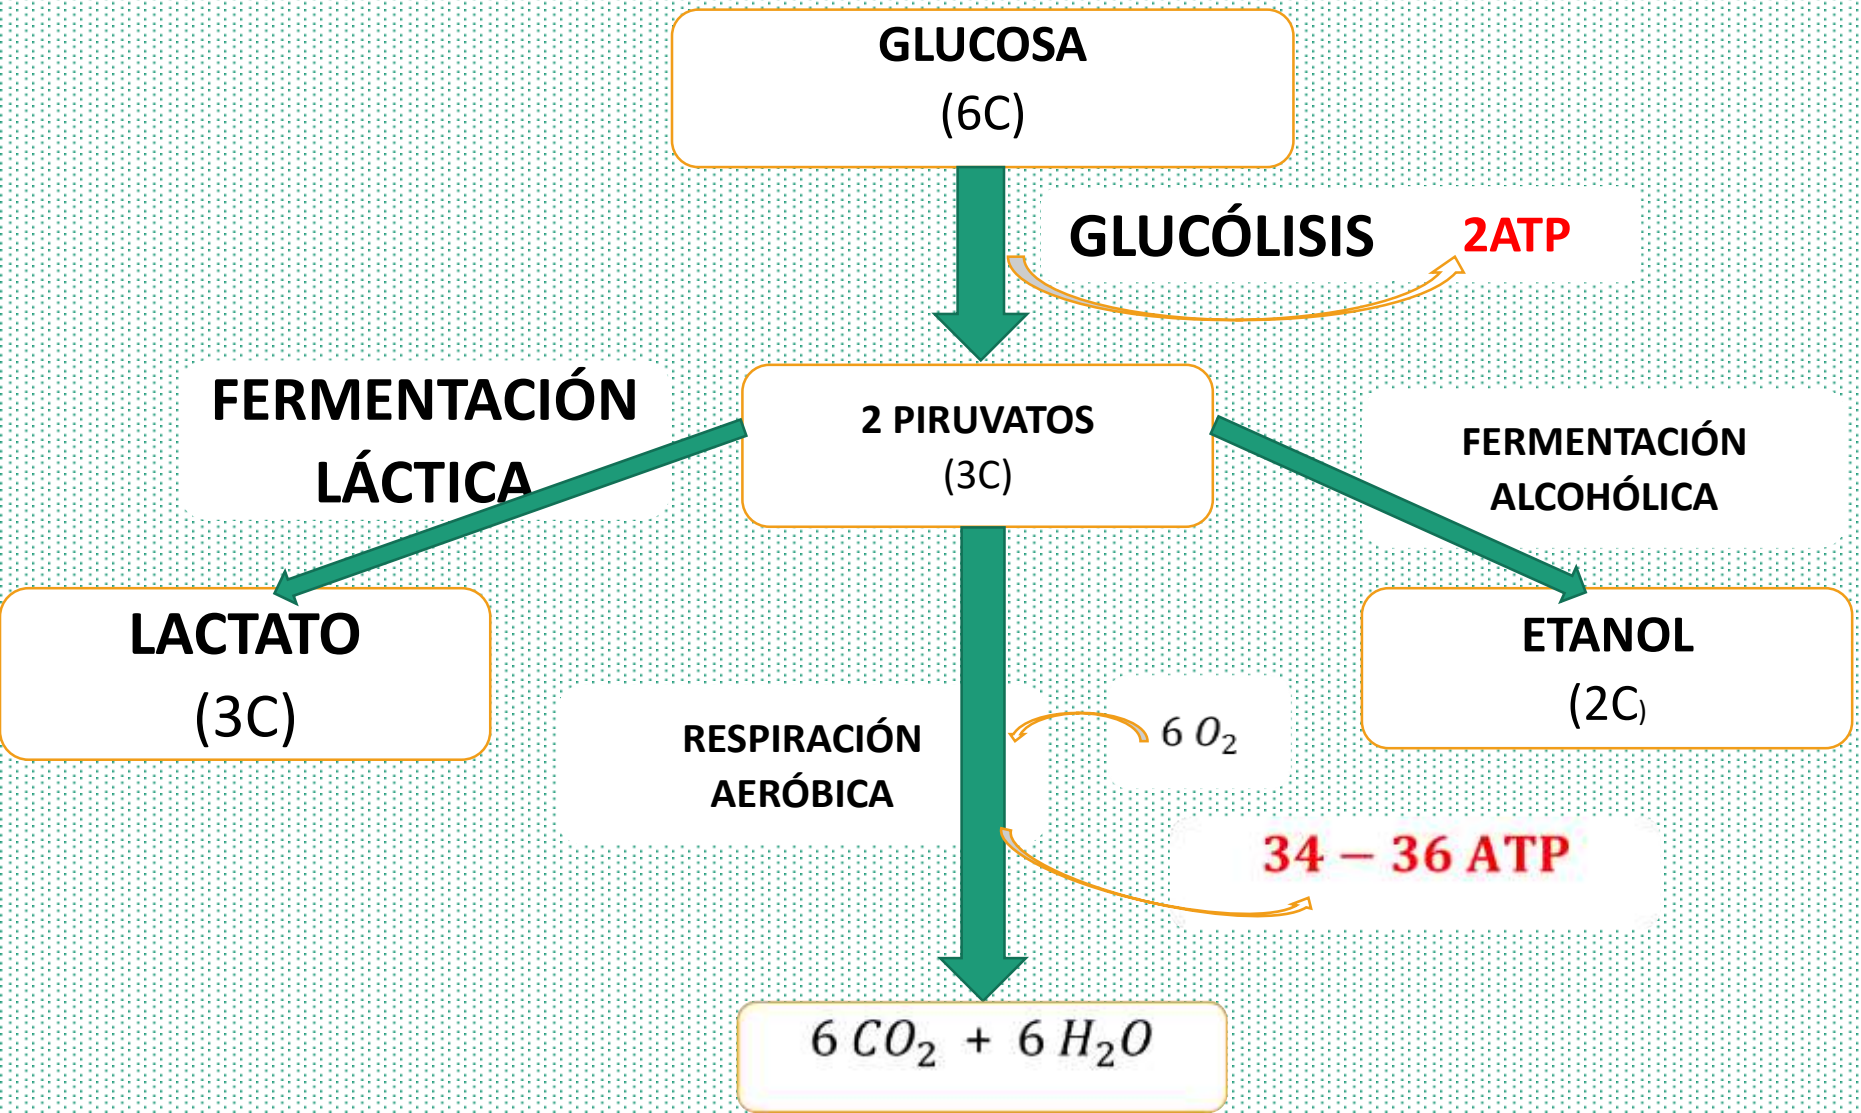 GLUCOSA
(6C)
GLUCÓLISIS 2ATP
FERMENTACIÓN
LÁCTICA
2 PIRUVATOS
(3C)
FERMENTACIÓN
ALCOHÓLICA
LACTATO
(3C)
ETANOL
(2C)
RESPIRACIÓN
AERÓBICA
6 O₂
34 – 36 ATP
6 CO₂ + 6 H₂O